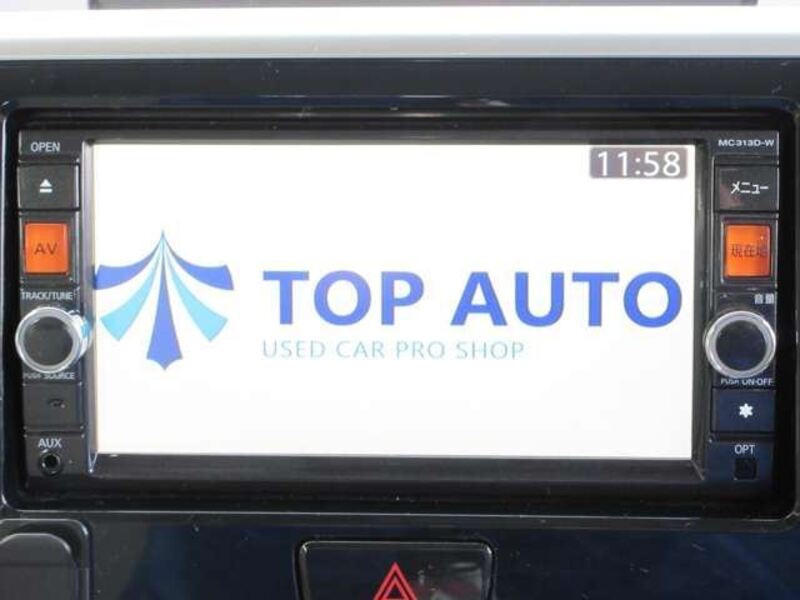 OPEN
MC313D-W
11:58
メニュー
AV
現在地
TRACK/TUNE
音量
TOP AUTO
USED CAR PRO SHOP
PUSH SOURCE
PUSH ON-OFF
AUX
OPT